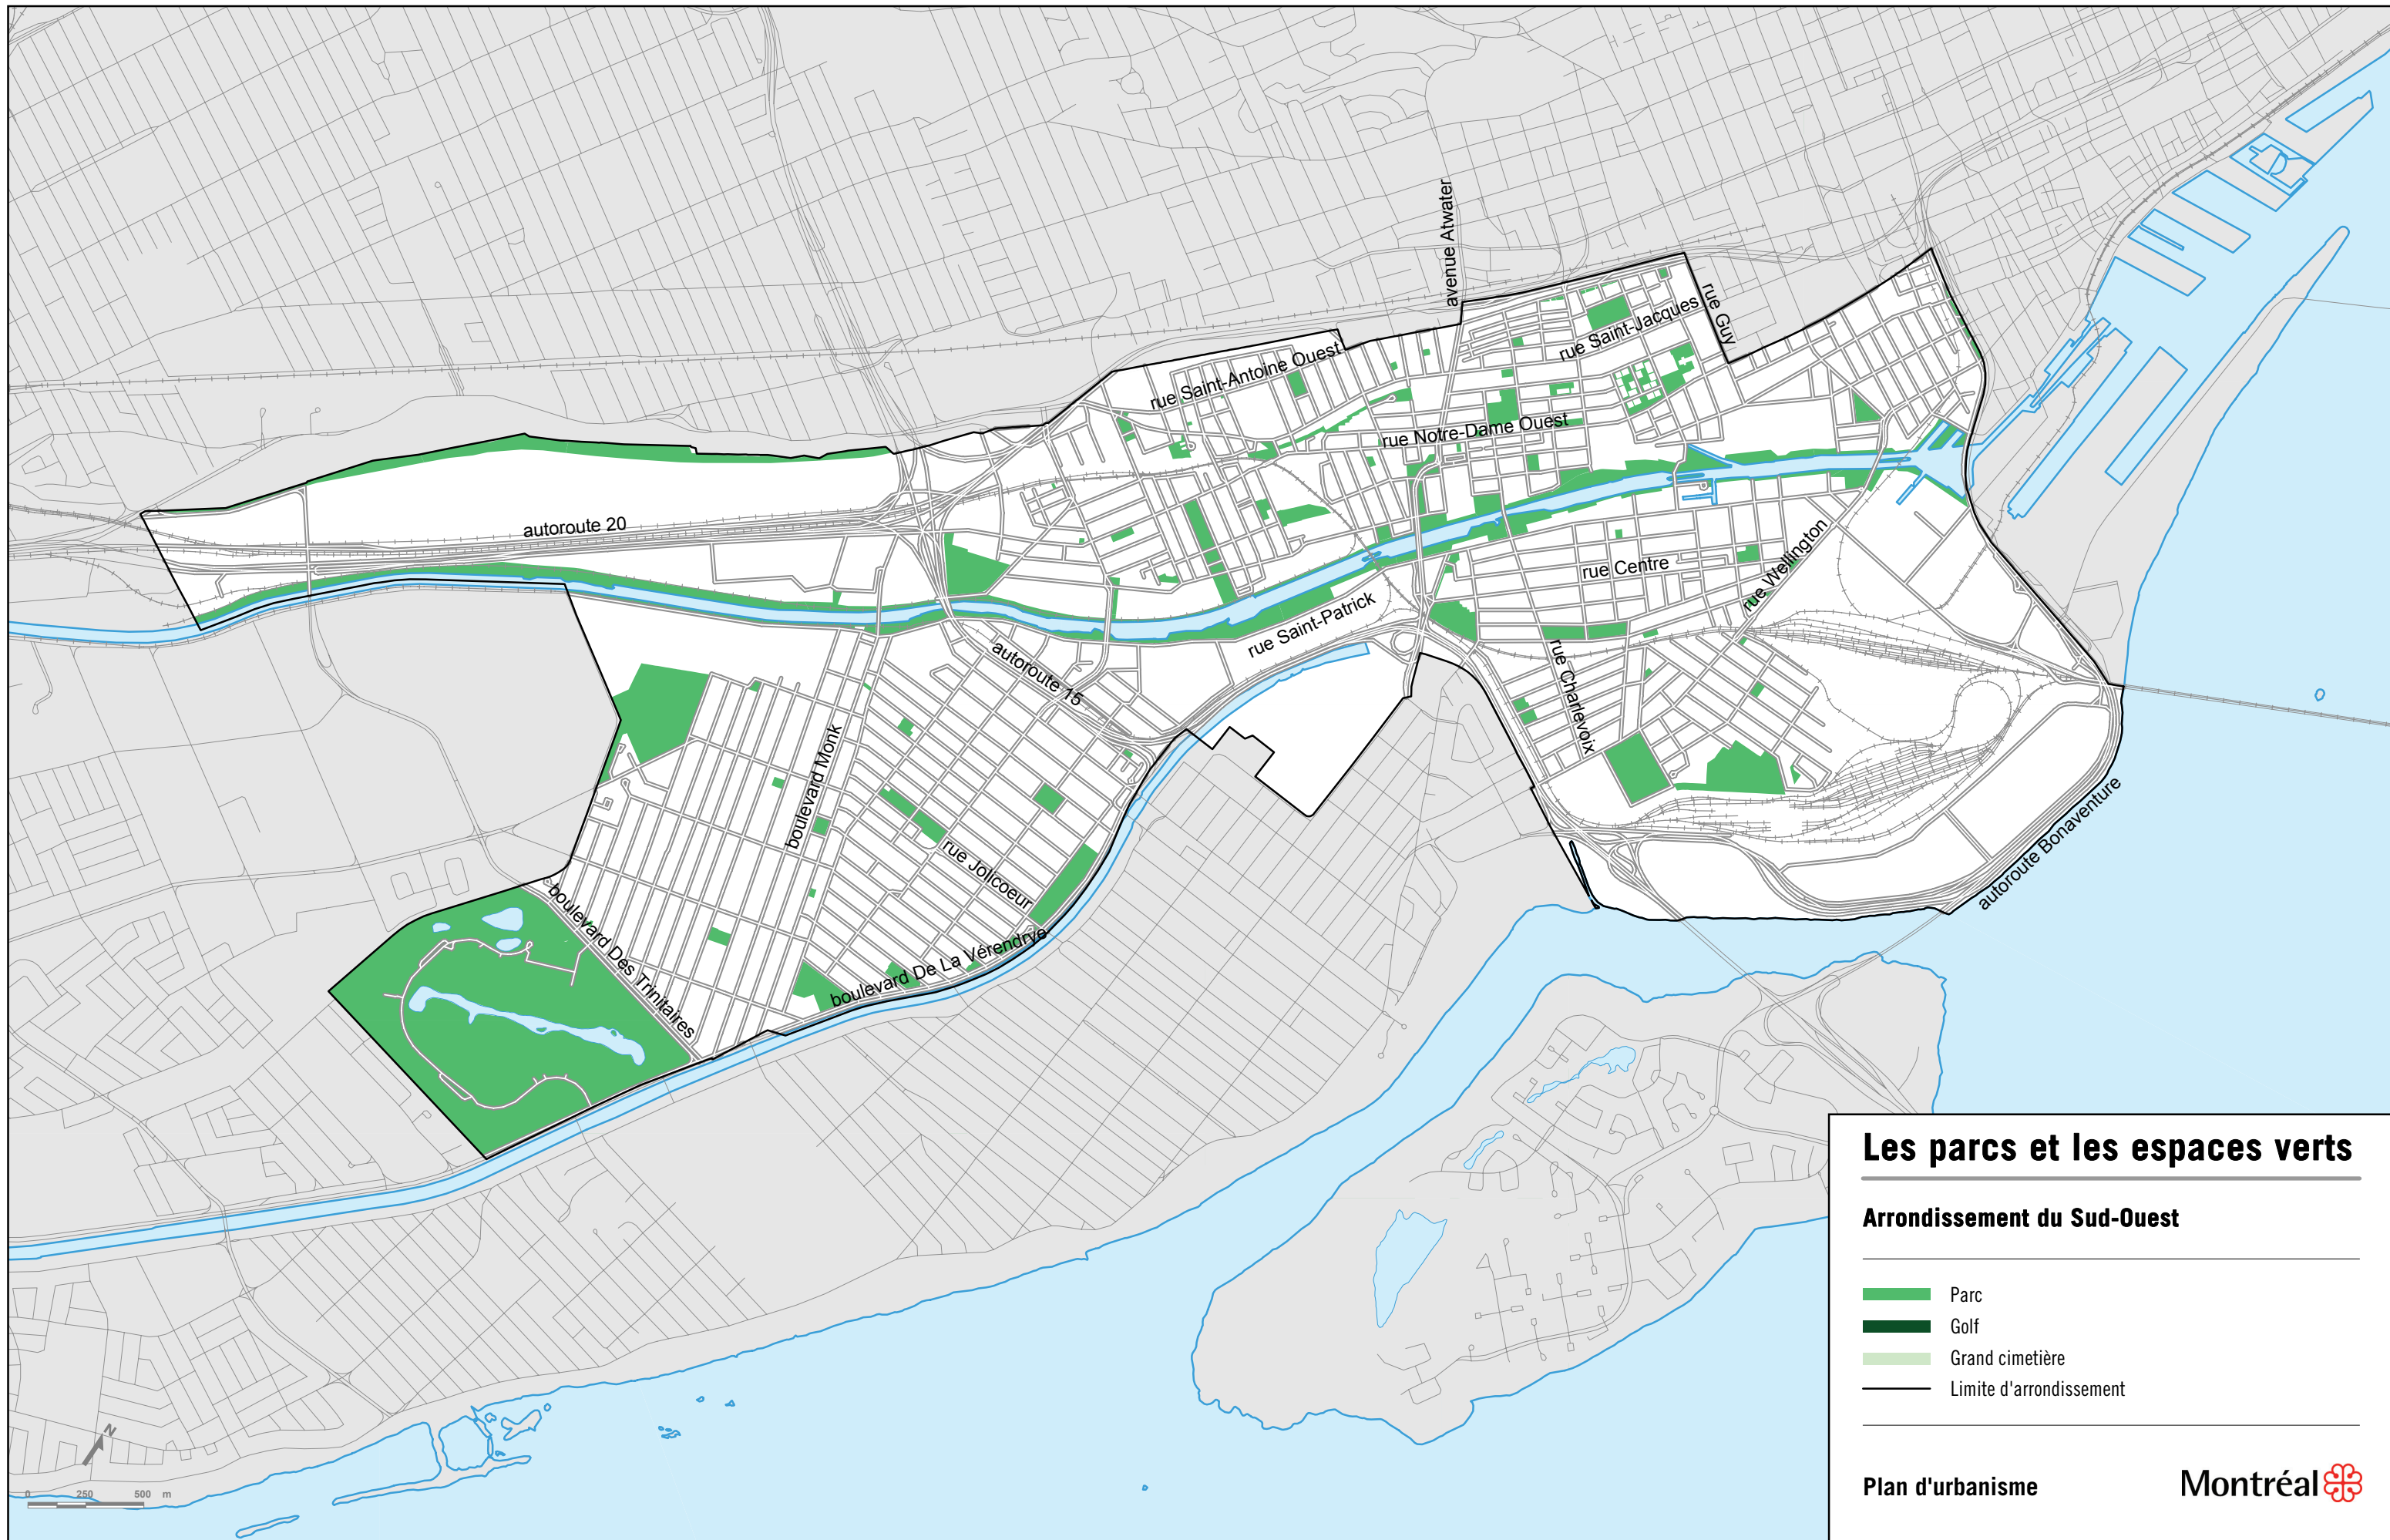 avenue Atwater
rue Guy
rue Saint-Jacques
rue Saint-Antoine Ouest
rue Notre-Dame Ouest
autoroute 20
rue Centre
rue Wellington
rue Saint-Patrick
autoroute 15
rue Charlevoix
boulevard Monk
rue Jolicoeur
autoroute Bonaventure
boulevard Des Trinitaires
boulevard De La Vérendrye
Les parcs et les espaces verts
Arrondissement du Sud-Ouest
Parc
Golf
Grand cimetière
Limite d'arrondissement
Plan d'urbanisme
Montréal
N
0 250 500 m